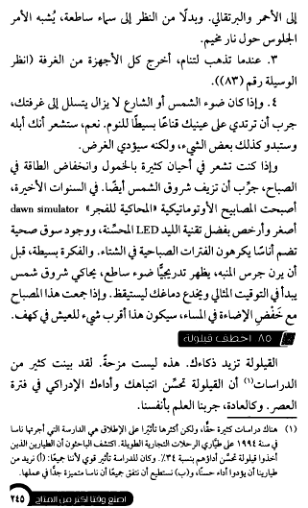 إلى الأحمر والبرتقالي. وبدلًا من النظر إلى سماء ساطعة، يُشبه الأمر
الجلوس حول نار مخيم.
٣. عندما تذهب لتنام، أخرج كل الأجهزة من الغرفة (انظر
الوسيلة رقم (٨٣)).
٤. وإذا كان ضوء الشمس أو الشارع لا يزال يتسلل إلى غرفتك،
جرب أن ترتدي على عينيك قناعًا بسيطًا للنوم. نعم، ستشعر أنك أبله
وستبدو كذلك بعض الشيء، ولكنه سيؤدي الغرض.
وإذا كنت تشعر في أحيان كثيرة بالخمول وانخفاض الطاقة في
الصباح، جرِّب أن تزيف شروق الشمس أيضًا. في السنوات الأخيرة،
أصبحت المصابيح الأوتوماتيكية «المحاكية للفجر» dawn simulator
أصغر وأرخص بفضل تقنية الليد LED المحسَّنة، ووجود سوق صحية
تضم أناسًا يكرهون الفترات الصباحية في الشتاء. والفكرة بسيطة، قبل
أن يرن جرس المنبه، يظهر تدريجيًّا ضوء ساطع، يحاكي شروق شمس
يبدأ في التوقيت المثالي ويخدع دماغك ليستيقظ. وإذا جمعت هذا المصباح
مع خَفْضِ الإضاءة في المساء، سيكون هذا أقرب شيء للعيش في كهف.
٨٥ اخطف قيلولة
القيلولة تزيد ذكاءك. هذه ليست مزحةً. لقد بينت كثير من
الدراسات(١) أن القيلولة تحسِّن انتباهك وأداءك الإدراكي في فترة
العصر. وكالعادة، جربنا العلم بأنفسنا.
(١) هناك دراسات كثيرة حقًّا، ولكن أكثرها تأثيرًا على الإطلاق هي الدراسة التي أجرتها ناسا
في سنة ١٩٩٤ على طيَّاري الرحلات التجارية الطويلة. اكتشف الباحثون أن الطيارين الذين
أخذوا قيلولة تحسَّن أداؤهم بنسبة ٣٤٪. وكان للدراسة تأثير قوي لأننا جميعًا: (أ) نريد من
طيارينا أن يؤدوا أداء حسنًا، و(ب) نستطيع أن نتفق جميعًا أن ناسا متميزة جدًّا في عملها.
اصنع وقتًا أكثر من المتاح ٢٤٥